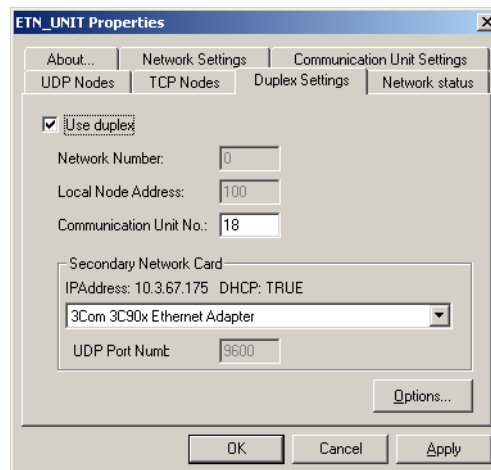 ETN_UNIT Properties
About... Network Settings Communication Unit Settings
UDP Nodes TCP Nodes Duplex Settings Network status
Use duplex
Network Number: 0
Local Node Address: 100
Communication Unit No.: 18
Secondary Network Card
IPAddress: 10.3.67.175 DHCP: TRUE
3Com 3C90x Ethernet Adapter
UDP Port Numb 9600
Options...
OK Cancel Apply